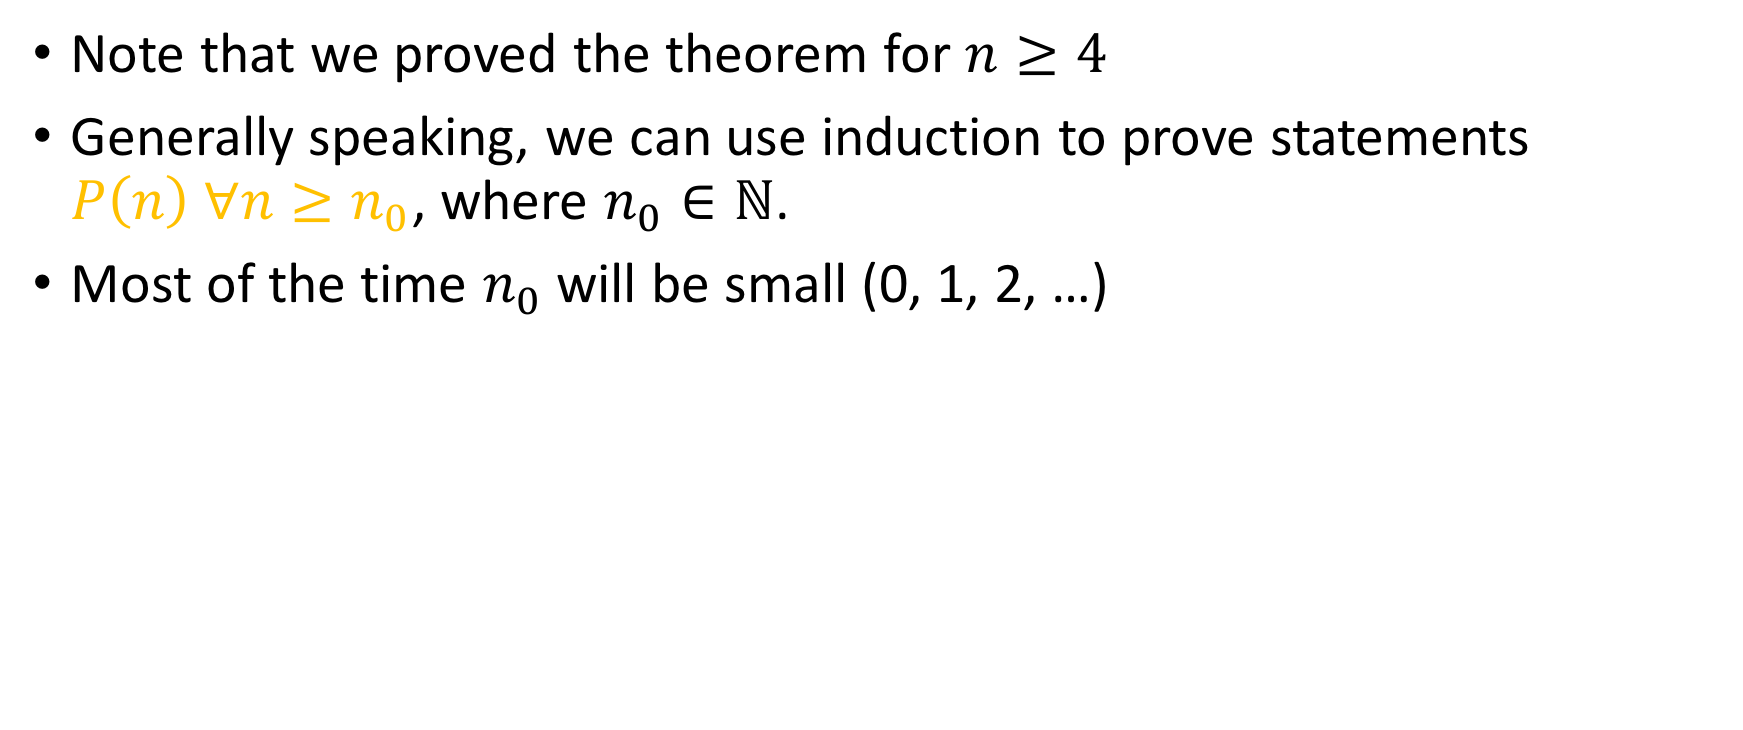 • Note that we proved the theorem for 𝑛 ≥ 4
• Generally speaking, we can use induction to prove statements
𝑃(𝑛) ∀𝑛 ≥ 𝑛₀, where 𝑛₀ ∈ ℕ.
• Most of the time 𝑛₀ will be small (0, 1, 2, …)